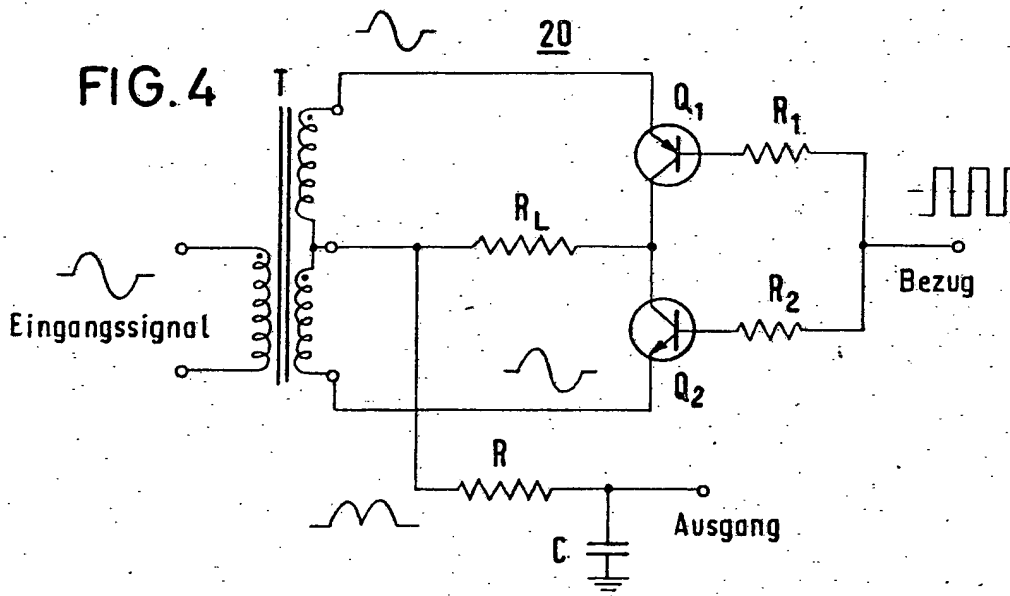 20
FIG. 4
T
Q1
R1
RL
Bezug
R2
Eingangssignal
Q2
R
Ausgang
C